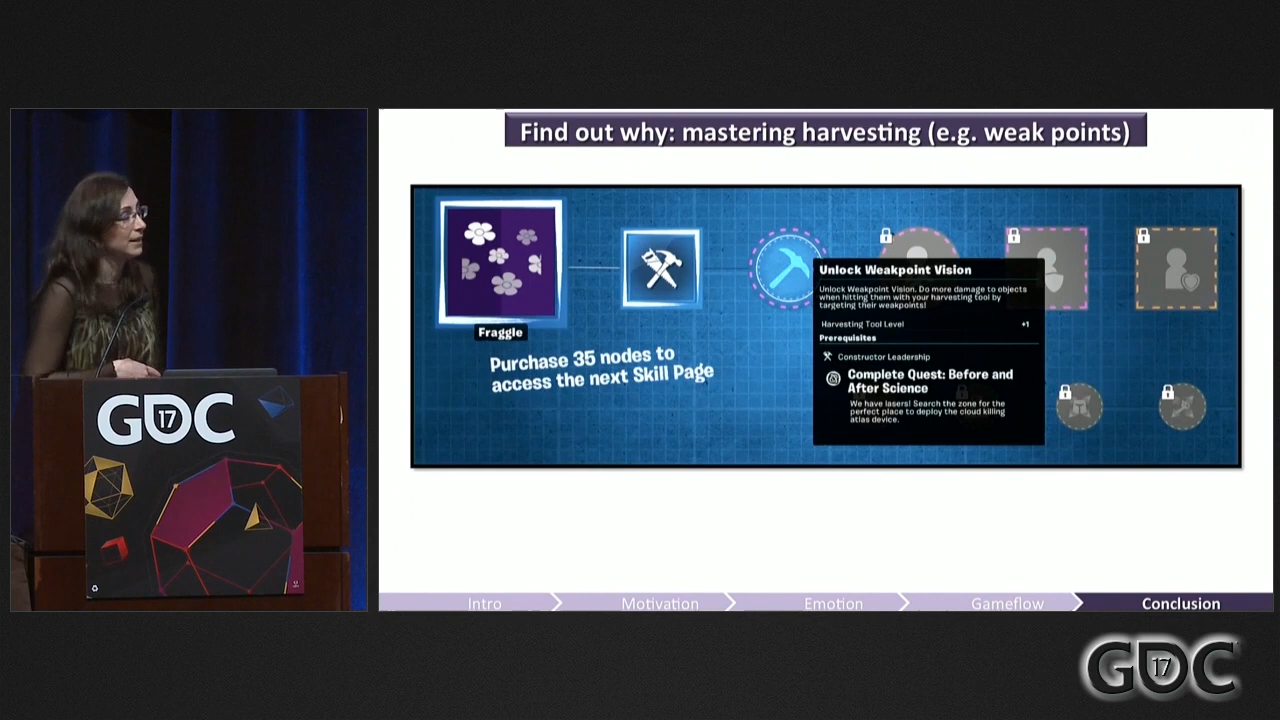 Find out why: mastering harvesting (e.g. weak points)
Fraggle
Purchase 35 nodes to
access the next Skill Page
Unlock Weakpoint Vision
Unlock Weakpoint Vision. Do more damage to objects
when hitting them with your harvesting tool by
targeting their weakpoints!
Harvesting Tool Level +1
Prerequisites
Constructor Leadership
Complete Quest: Before and
After Science
We have lasers! Search the zone for the
perfect place to deploy the cloud killing
atlas device.
GDC
17
Intro
Motivation
Emotion
Gameflow
Conclusion
GDC
17